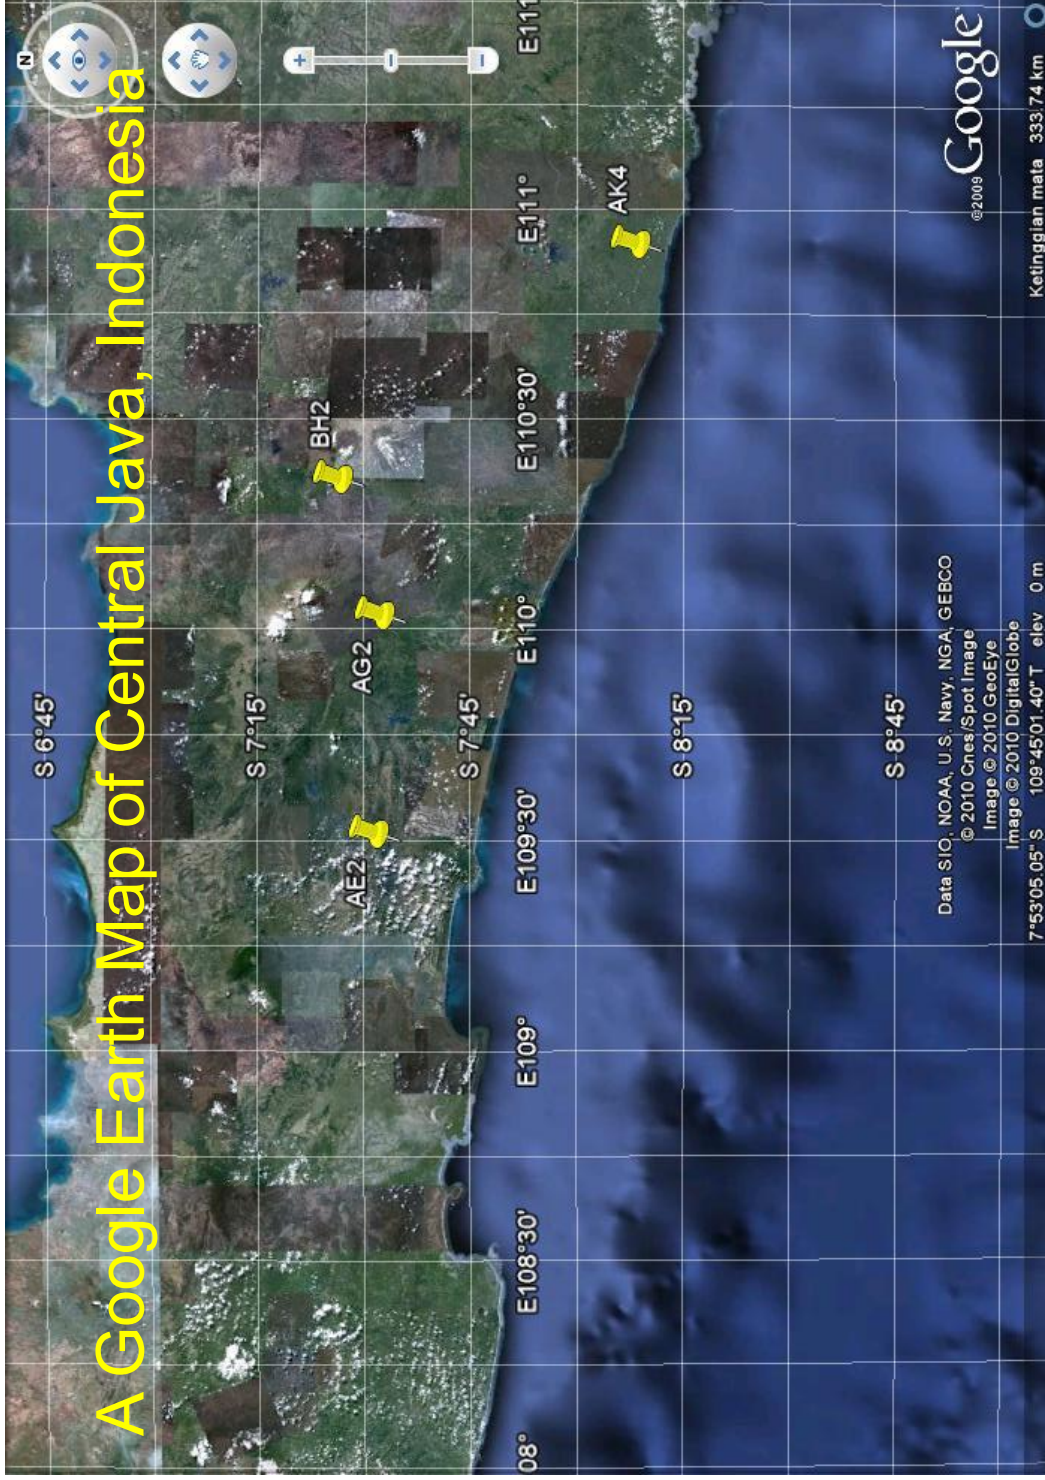 A Google Earth Map of Central Java, Indonesia
N
S 6°45'
S 7°15'
BH2
AG2
AE2
S 7°45'
08°
E108°30'
E109°
E109°30'
E110°
E110°30'
E111°
E111
AK4
S 8°15'
S 8°45'
Data SIO, NOAA, U.S. Navy, NGA, GEBCO
© 2010 Cnes/Spot Image
Image © 2010 GeoEye
Image © 2010 DigitalGlobe
©2009 Google
7°53'05.05" S 109°45'01.40" T elev 0 m Ketinggian mata 333.74 km